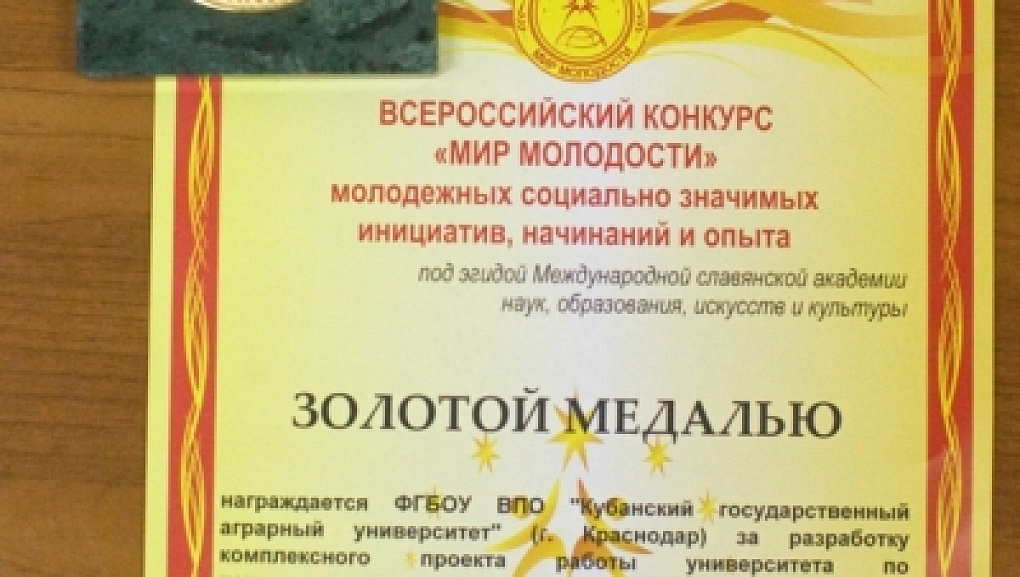 МИР МОЛОДОСТИ
ВСЕРОССИЙСКИЙ КОНКУРС
«МИР МОЛОДОСТИ»
молодежных социально значимых
инициатив, начинаний и опыта
под эгидой Международной славянской академии
наук, образования, искусств и культуры
ЗОЛОТОЙ МЕДАЛЬЮ
награждается ФГБОУ ВПО "Кубанский государственный
аграрный университет" (г. Краснодар) за разработку
комплексного проекта работы университета по